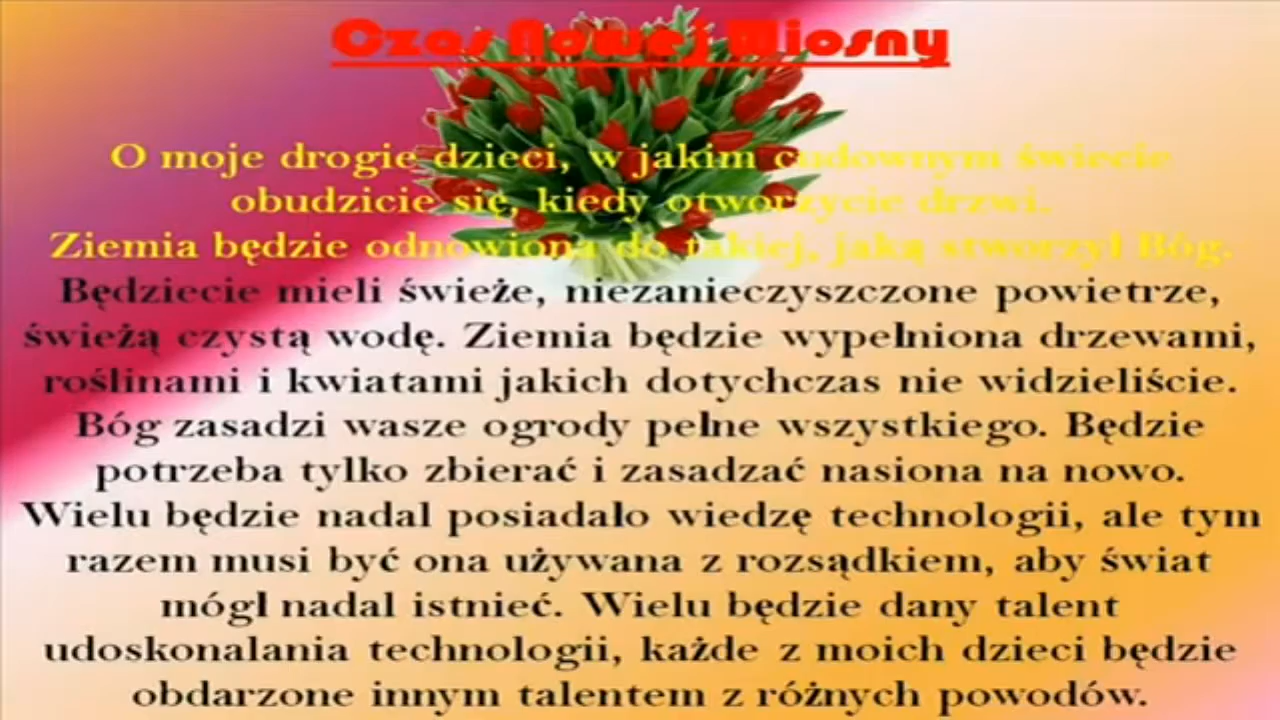 Czas Nowej Wiosny
O moje drogie dzieci, w jakim cudownym świecie
obudzicie się, kiedy otworzycie drzwi.
Ziemia będzie odnowiona do takiej, jaką stworzył Bóg.
Będziecie mieli świeże, niezanieczyszczone powietrze,
świeżą czystą wodę. Ziemia będzie wypełniona drzewami,
roślinami i kwiatami jakich dotychczas nie widzieliście.
Bóg zasadzi wasze ogrody pełne wszystkiego. Będzie
potrzeba tylko zbierać i zasadzać nasiona na nowo.
Wielu będzie nadal posiadało wiedzę technologii, ale tym
razem musi być ona używana z rozsądkiem, aby świat
mógł nadal istnieć. Wielu będzie dany talent
udoskonalania technologii, każde z moich dzieci będzie
obdarzone innym talentem z różnych powodów.